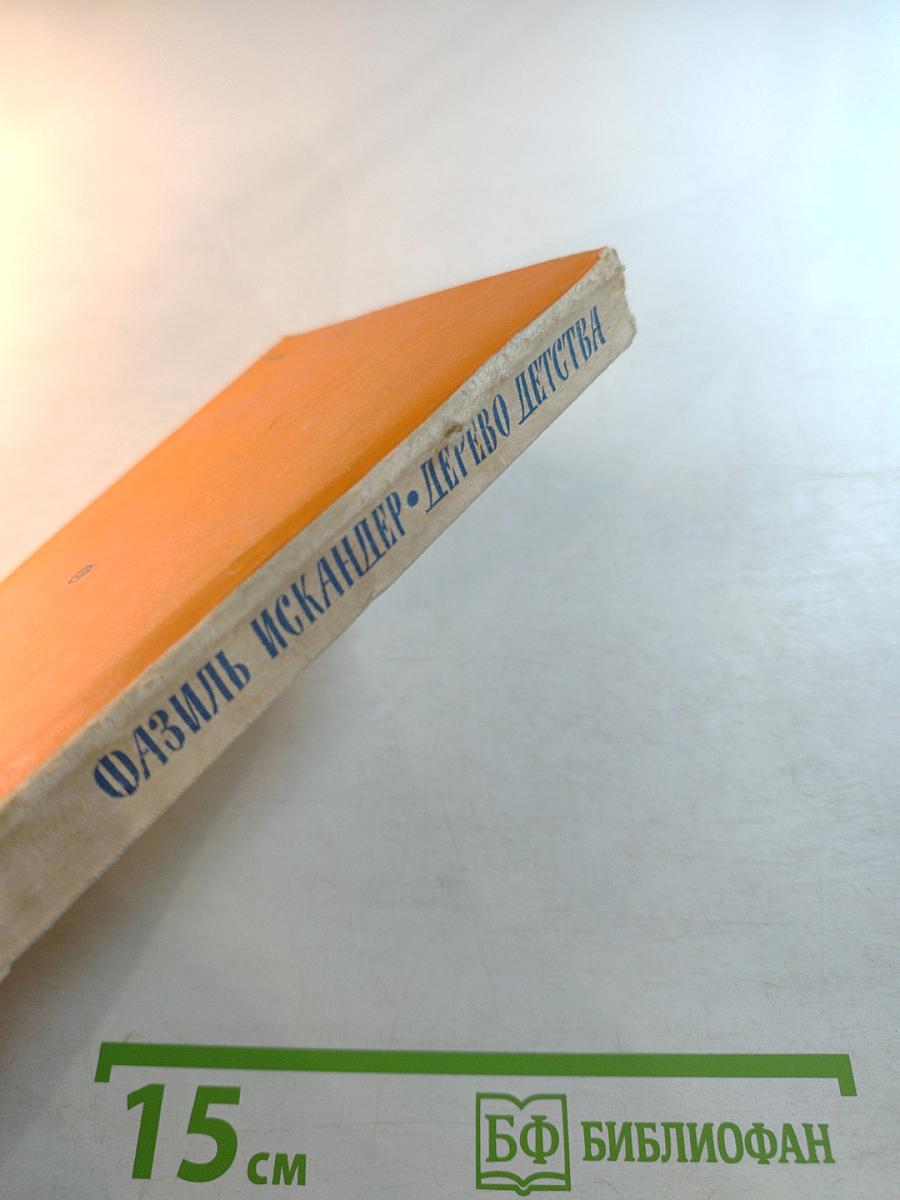 ФАЗИЛЬ ИСКАНДЕР • ДЕРЕВО ДЕТСТВА
15 см
БФ БИБЛИОФАН